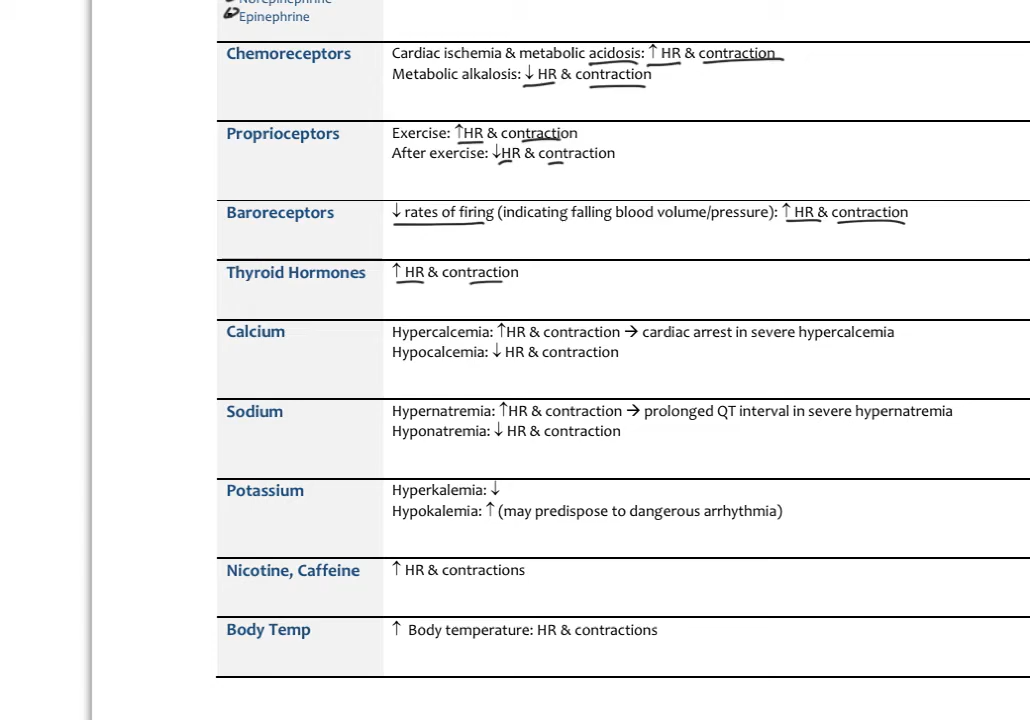 Norepinephrine
Epinephrine
Chemoreceptors
Cardiac ischemia & metabolic acidosis: ↑ HR & contraction
Metabolic alkalosis: ↓ HR & contraction
Proprioceptors
Exercise: ↑HR & contraction
After exercise: ↓HR & contraction
Baroreceptors
↓ rates of firing (indicating falling blood volume/pressure): ↑ HR & contraction
Thyroid Hormones
↑ HR & contraction
Calcium
Hypercalcemia: ↑HR & contraction → cardiac arrest in severe hypercalcemia
Hypocalcemia: ↓ HR & contraction
Sodium
Hypernatremia: ↑HR & contraction → prolonged QT interval in severe hypernatremia
Hyponatremia: ↓ HR & contraction
Potassium
Hyperkalemia: ↓
Hypokalemia: ↑ (may predispose to dangerous arrhythmia)
Nicotine, Caffeine
↑ HR & contractions
Body Temp
↑ Body temperature: HR & contractions